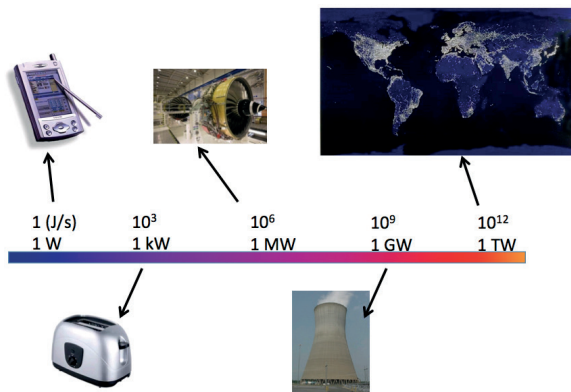 1 (J/s) 10³ 10⁶ 10⁹ 10¹²
1 W 1 kW 1 MW 1 GW 1 TW